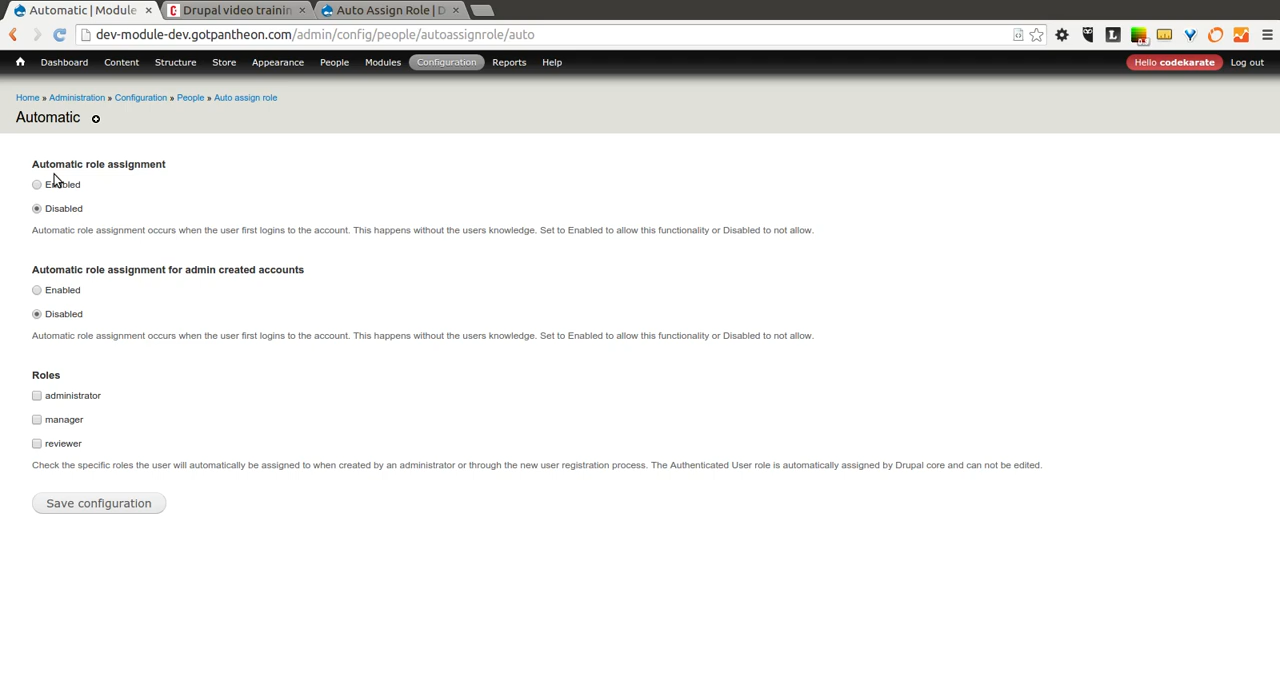 Automatic | Module
Drupal video trainin
Auto Assign Role | D
dev-module-dev.gotpantheon.com/admin/config/people/autoassignrole/auto
Dashboard Content Structure Store Appearance People Modules Configuration Reports Help Hello codekarate Log out
Home » Administration » Configuration » People » Auto assign role
Automatic
Automatic role assignment
Enabled
Disabled
Automatic role assignment occurs when the user first logins to the account. This happens without the users knowledge. Set to Enabled to allow this functionality or Disabled to not allow.
Automatic role assignment for admin created accounts
Enabled
Disabled
Automatic role assignment occurs when the user first logins to the account. This happens without the users knowledge. Set to Enabled to allow this functionality or Disabled to not allow.
Roles
administrator
manager
reviewer
Check the specific roles the user will automatically be assigned to when created by an administrator or through the new user registration process. The Authenticated User role is automatically assigned by Drupal core and can not be edited.
Save configuration